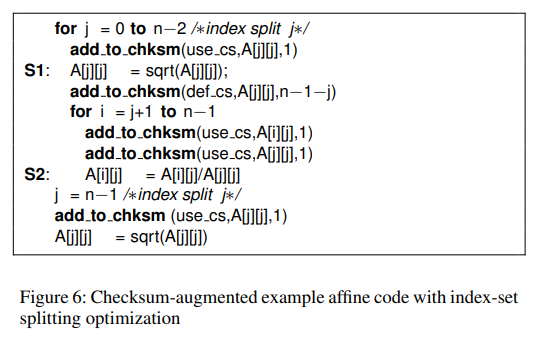 for j = 0 to n−2 /∗index split j∗/
add_to_chksm(use_cs,A[j][j],1)
S1: A[j][j] = sqrt(A[j][j]);
add_to_chksm(def_cs,A[j][j],n−1−j)
for i = j+1 to n−1
add_to_chksm(use_cs,A[i][j],1)
add_to_chksm(use_cs,A[j][j],1)
S2: A[i][j] = A[i][j]/A[j][j]
j = n−1 /∗index split j∗/
add_to_chksm (use_cs,A[j][j],1)
A[j][j] = sqrt(A[j][j])
Figure 6: Checksum-augmented example affine code with index-set
splitting optimization